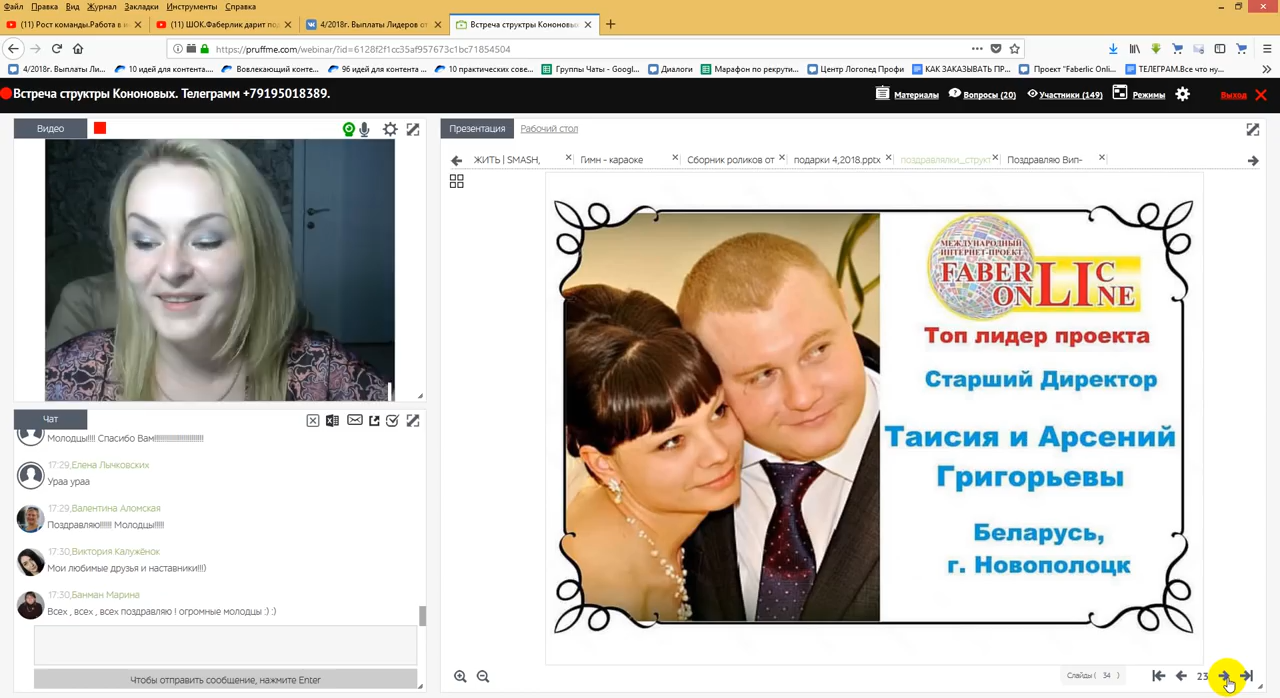 Файл Правка Вид Журнал Закладки Инструменты Справка
(11) Рост команды.Работа в и
(11) ШОК.Фаберлик дарит под
4/2018г. Выплаты Лидеров от
Встреча структры Кононовых.
https://pruffme.com/webinar/?id=6128f2f1cc35af957673c1bc71854504
4/2018г. Выплаты Ли...
10 идей для контента....
Вовлекающий конте...
96 идей для контента ...
10 практических сове...
Группы Чаты - Googl...
Диалоги
Марафон по рекрути...
Центр Логопед Профи
КАК ЗАКАЗЫВАТЬ ПР...
Проект "Faberlic Onli...
ТЕЛЕГРАМ.Все что ну...
Встреча структры Кононовых. Телеграмм +79195018389.
Материалы
Вопросы (20)
Участники (149)
Режимы
Выход
Видео
Презентация
Рабочий стол
ЖИТЬ | SMASH,
Гимн - караоке
Сборник роликов от
подарки 4,2018.pptx
поздравлялки_структ
Поздравляю Вип-
МЕЖДУНАРОДНЫЙ
ИНТЕРНЕТ-ПРОЕКТ
FABERLIC
ONLINE
Топ лидер проекта
Старший Директор
Таисия и Арсений
Григорьевы
Беларусь,
г. Новополоцк
Чат
Молодцы!!!! Спасибо Вам!!!!!!!!!!!!!!!!!!!!!!
17:29,Елена Лычковских
Ураа ураа
17:29,Валентина Аломская
Поздравляю!!!!!! Молодцы!!!!!
17:30,Виктория Калужёнок
Мои любимые друзья и наставники!!!)
17:30,Банман Марина
Всех , всех , всех поздравляю ! огромные молодцы :) :)
Чтобы отправить сообщение, нажмите Enter
Слайды ( 34 )
23